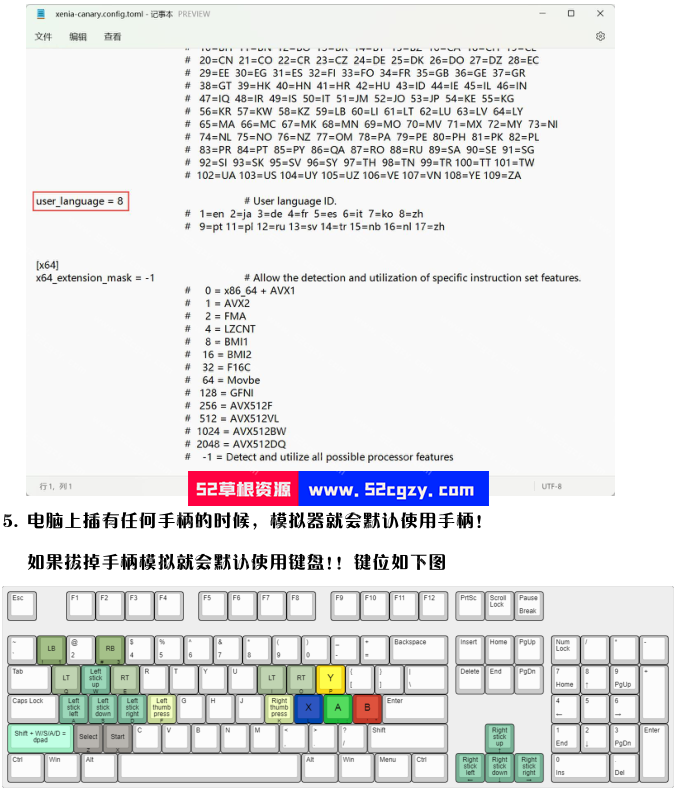 xenia-canary.config.toml - 记事本 PREVIEW
文件 编辑 查看
# 20=CN 21=CO 22=CR 23=CZ 24=DE 25=DK 26=DO 27=DZ 28=EC
# 29=EE 30=EG 31=ES 32=FI 33=FO 34=FR 35=GB 36=GE 37=GR
# 38=GT 39=HK 40=HN 41=HR 42=HU 43=ID 44=IE 45=IL 46=IN
# 47=IQ 48=IR 49=IS 50=IT 51=JM 52=JO 53=JP 54=KE 55=KG
# 56=KR 57=KW 58=KZ 59=LB 60=LI 61=LT 62=LU 63=LV 64=LY
# 65=MA 66=MC 67=MK 68=MN 69=MO 70=MV 71=MX 72=MY 73=NI
# 74=NL 75=NO 76=NZ 77=OM 78=PA 79=PE 80=PH 81=PK 82=PL
# 83=PR 84=PT 85=PY 86=QA 87=RO 88=RU 89=SA 90=SE 91=SG
# 92=SI 93=SK 95=SV 96=SY 97=TH 98=TN 99=TR 100=TT 101=TW
# 102=UA 103=US 104=UY 105=UZ 106=VE 107=VN 108=YE 109=ZA
user_language = 8 # User language ID.
# 1=en 2=ja 3=de 4=fr 5=es 6=it 7=ko 8=zh
# 9=pt 11=pl 12=ru 13=sv 14=tr 15=nb 16=nl 17=zh
[x64]
x64_extension_mask = -1 # Allow the detection and utilization of specific instruction set features.
# 0 = x86_64 + AVX1
# 1 = AVX2
# 2 = FMA
# 4 = LZCNT
# 8 = BMI1
# 16 = BMI2
# 32 = F16C
# 64 = Movbe
# 128 = GFNI
# 256 = AVX512F
# 512 = AVX512VL
# 1024 = AVX512BW
# 2048 = AVX512DQ
# -1 = Detect and utilize all possible processor features
行 1, 列 1 UTF-8
52草根资源 www.52cgzy.com
5. 电脑上插有任何手柄的时候，模拟器就会默认使用手柄！
如果拔掉手柄模拟就会默认使用键盘！！键位如下图
Esc F1 F2 F3 F4 F5 F6 F7 F8 F9 F10 F11 F12 PrtSc Scroll Lock Pause Break
~ ` LB @ 2 RB $ 4 % 5 ^ 6 & 7 * 8 ( 9 ) 0 _ - + = Backspace Insert Home PgUp Num Lock / * -
Tab LT Left stick up RT R T Y U LT RT Y { [ } ] | \ Delete End PgDn 7 Home 8 ↑ 9 PgUp +
Caps Lock Left stick left Left stick down Left stick right Left thumb press G H J Right thumb press X A B Enter 4 ← 5 6 →
Shift + W/S/A/D = dpad Select Start C V B N M < , > . ? / Shift Right stick up 1 End 2 ↓ 3 PgDn Enter
Ctrl Win Alt Alt Win Menu Ctrl Right stick left Right stick down Right stick right 0 Ins . Del